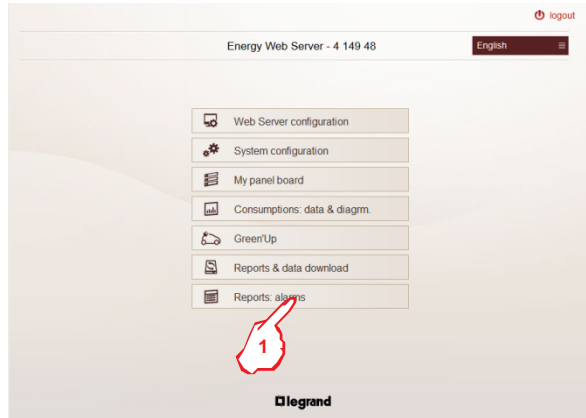 logout
Energy Web Server - 4 149 48
English
Web Server configuration
System configuration
My panel board
Consumptions: data & diagrm.
Green'Up
Reports & data download
Reports: alarms
1
legrand